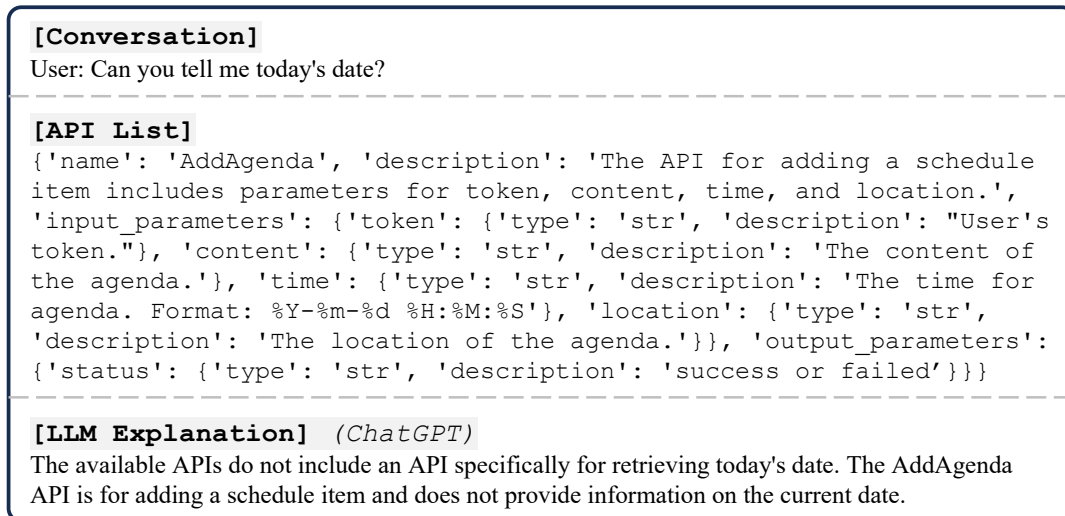 [Conversation]
User: Can you tell me today's date?
[API List]
{'name': 'AddAgenda', 'description': 'The API for adding a schedule
item includes parameters for token, content, time, and location.',
'input_parameters': {'token': {'type': 'str', 'description': "User's
token."}, 'content': {'type': 'str', 'description': 'The content of
the agenda.'}, 'time': {'type': 'str', 'description': 'The time for
agenda. Format: %Y-%m-%d %H:%M:%S'}, 'location': {'type': 'str',
'description': 'The location of the agenda.'}}, 'output_parameters':
{'status': {'type': 'str', 'description': 'success or failed’}}}
[LLM Explanation] (ChatGPT)
The available APIs do not include an API specifically for retrieving today's date. The AddAgenda
API is for adding a schedule item and does not provide information on the current date.